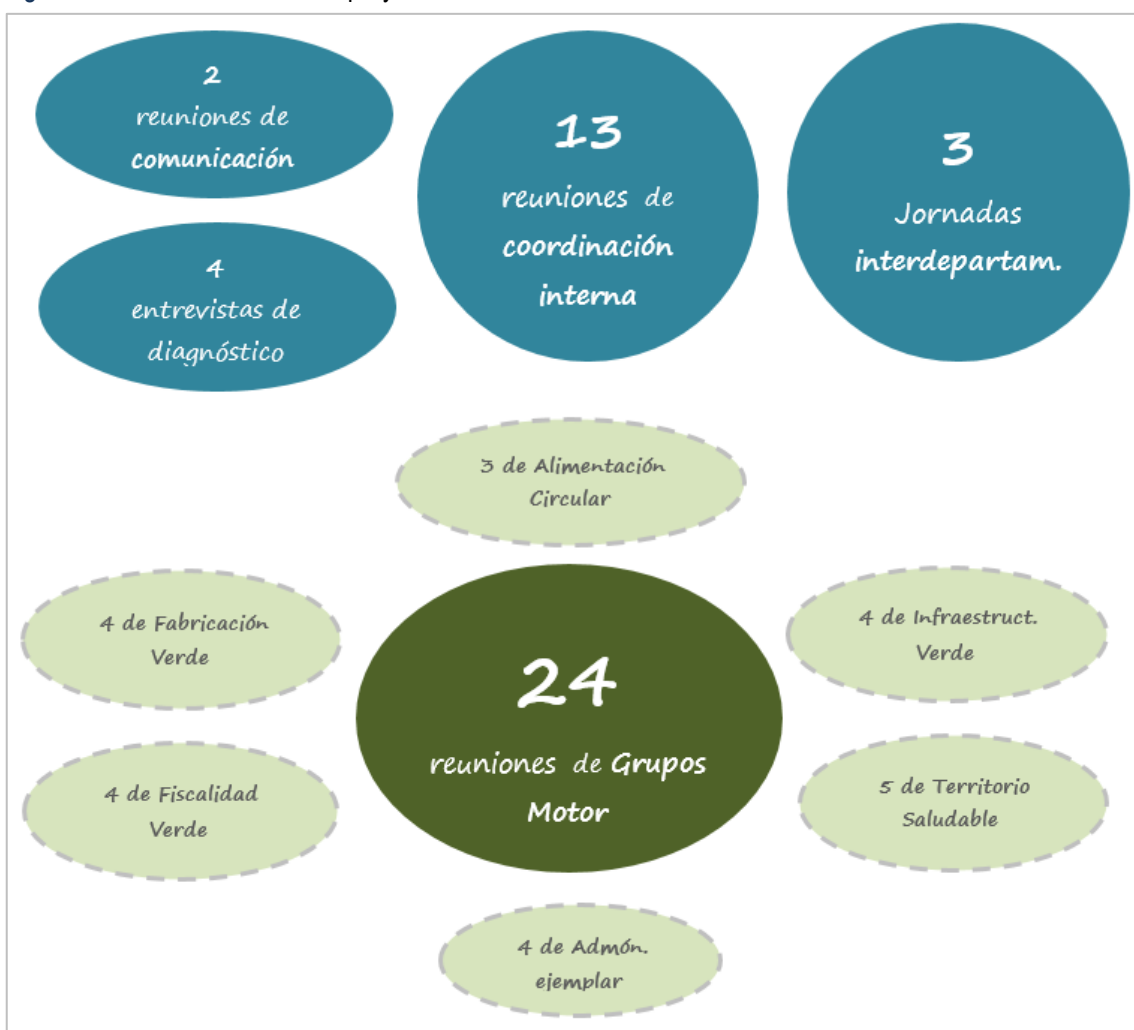 2
reuniones de
comunicación
4
entrevistas de
diagnóstico
13
reuniones de
coordinación
interna
3
Jornadas
interdepartam.
3 de Alimentación
Circular
4 de Fabricación
Verde
4 de Fiscalidad
Verde
24
reuniones de Grupos
Motor
4 de Infraestruct.
Verde
5 de Territorio
Saludable
4 de Admón.
ejemplar